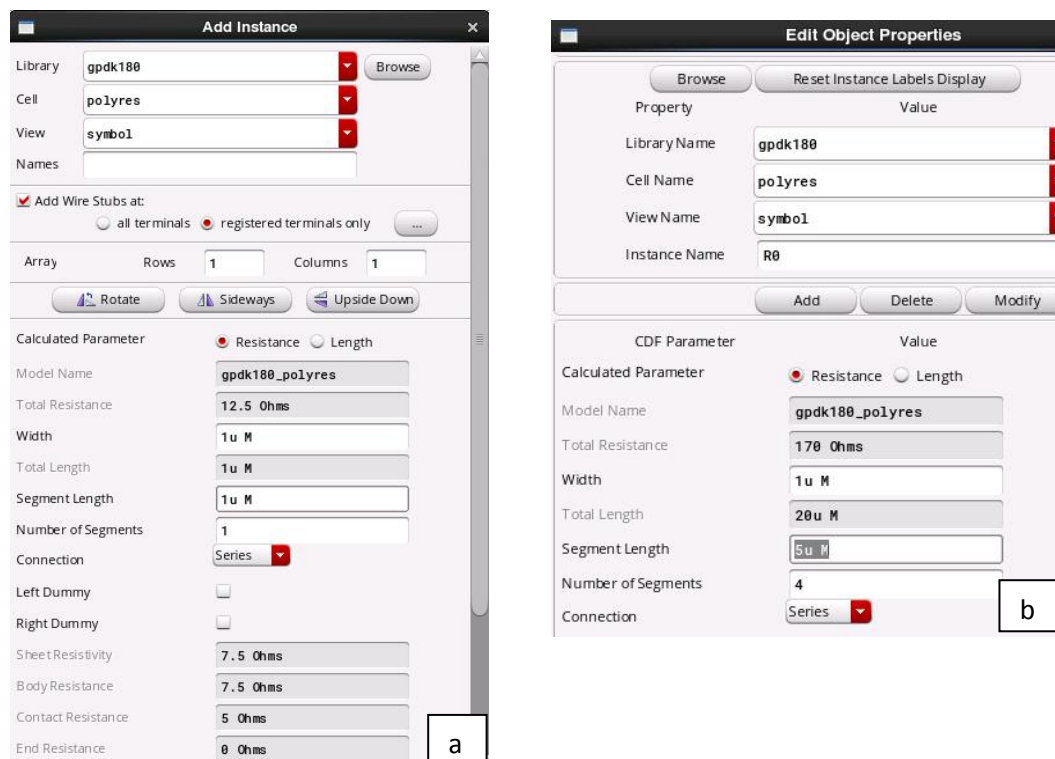 Add Instance
Library gpdk180 Browse
Cell polyres
View symbol
Names
Add Wire Stubs at:
all terminals registered terminals only ...
Array Rows 1 Columns 1
Rotate Sideways Upside Down
Calculated Parameter Resistance Length
Model Name gpdk180_polyres
Total Resistance 12.5 Ohms
Width 1u M
Total Length 1u M
Segment Length 1u M
Number of Segments 1
Connection Series
Left Dummy
Right Dummy
Sheet Resistivity 7.5 Ohms
Body Resistance 7.5 Ohms
Contact Resistance 5 Ohms
End Resistance 0 Ohms
a
Edit Object Properties
Browse Reset Instance Labels Display
Property Value
Library Name gpdk180
Cell Name polyres
View Name symbol
Instance Name R0
Add Delete Modify
CDF Parameter Value
Calculated Parameter Resistance Length
Model Name gpdk180_polyres
Total Resistance 170 Ohms
Width 1u M
Total Length 20u M
Segment Length 5u M
Number of Segments 4
Connection Series
b